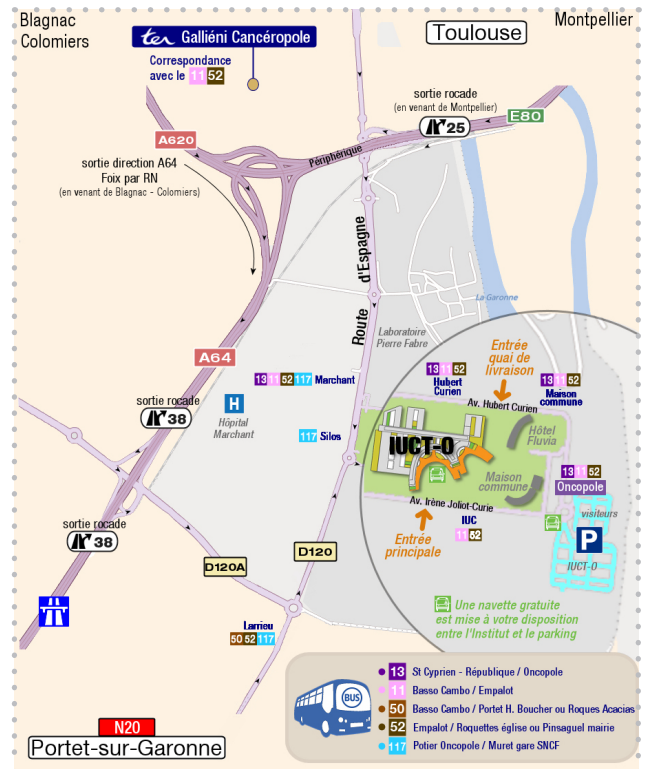 Blagnac
Colomiers
ter Galliéni Cancéropole
Correspondance
avec le 11 52
Toulouse
Montpellier
sortie rocade
(en venant de Montpellier)
25
E80
A620
Périphérique
sortie direction A64
Foix par RN
(en venant de Blagnac - Colomiers)
Route d'Espagne
La Garonne
Laboratoire
Pierre Fabre
Entrée
quai de
livraison
A64
13 11 52 117 Marchant
13 11 52
Hubert
Curien
13 11 52
Maison
commune
Av. Hubert Curien
sortie rocade
38
H
Hôpital
Marchant
117 Silos
IUCT-O
Hôtel
Fluvia
Maison
commune
13 11 52
Oncopole
visiteurs
P
IUCT-O
Av. Irène Joliot-Curie
IUC
11 52
Entrée
principale
sortie rocade
38
D120A
D120
Une navette gratuite
est mise à votre disposition
entre l'Institut et le parking
Larrieu
50 52 117
BUS
13 St Cyprien - République / Oncopole
11 Basso Cambo / Empalot
50 Basso Cambo / Portet H. Boucher ou Roques Acacias
52 Empalot / Roquettes église ou Pinsaguel mairie
117 Potier Oncopole / Muret gare SNCF
N20
Portet-sur-Garonne